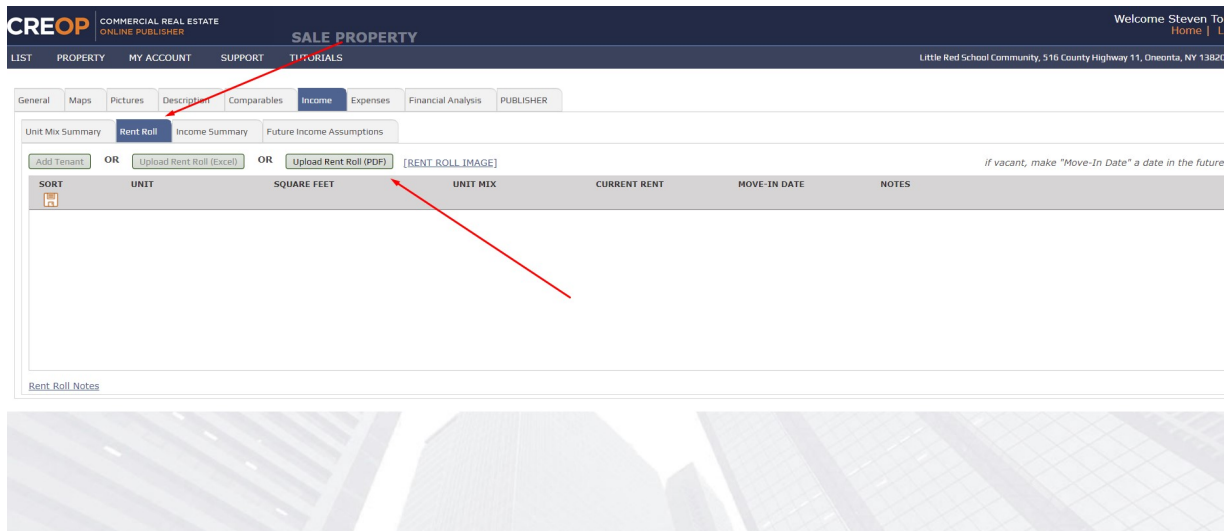 CREOP COMMERCIAL REAL ESTATE
ONLINE PUBLISHER
SALE PROPERTY
Welcome Steven To
Home | L
LIST PROPERTY MY ACCOUNT SUPPORT TUTORIALS
Little Red School Community, 516 County Highway 11, Oneonta, NY 13820
General Maps Pictures Description Comparables Income Expenses Financial Analysis PUBLISHER
Unit Mix Summary Rent Roll Income Summary Future Income Assumptions
Add Tenant OR Upload Rent Roll (Excel) OR Upload Rent Roll (PDF) [RENT ROLL IMAGE] if vacant, make "Move-In Date" a date in the future
SORT UNIT SQUARE FEET UNIT MIX CURRENT RENT MOVE-IN DATE NOTES
Rent Roll Notes